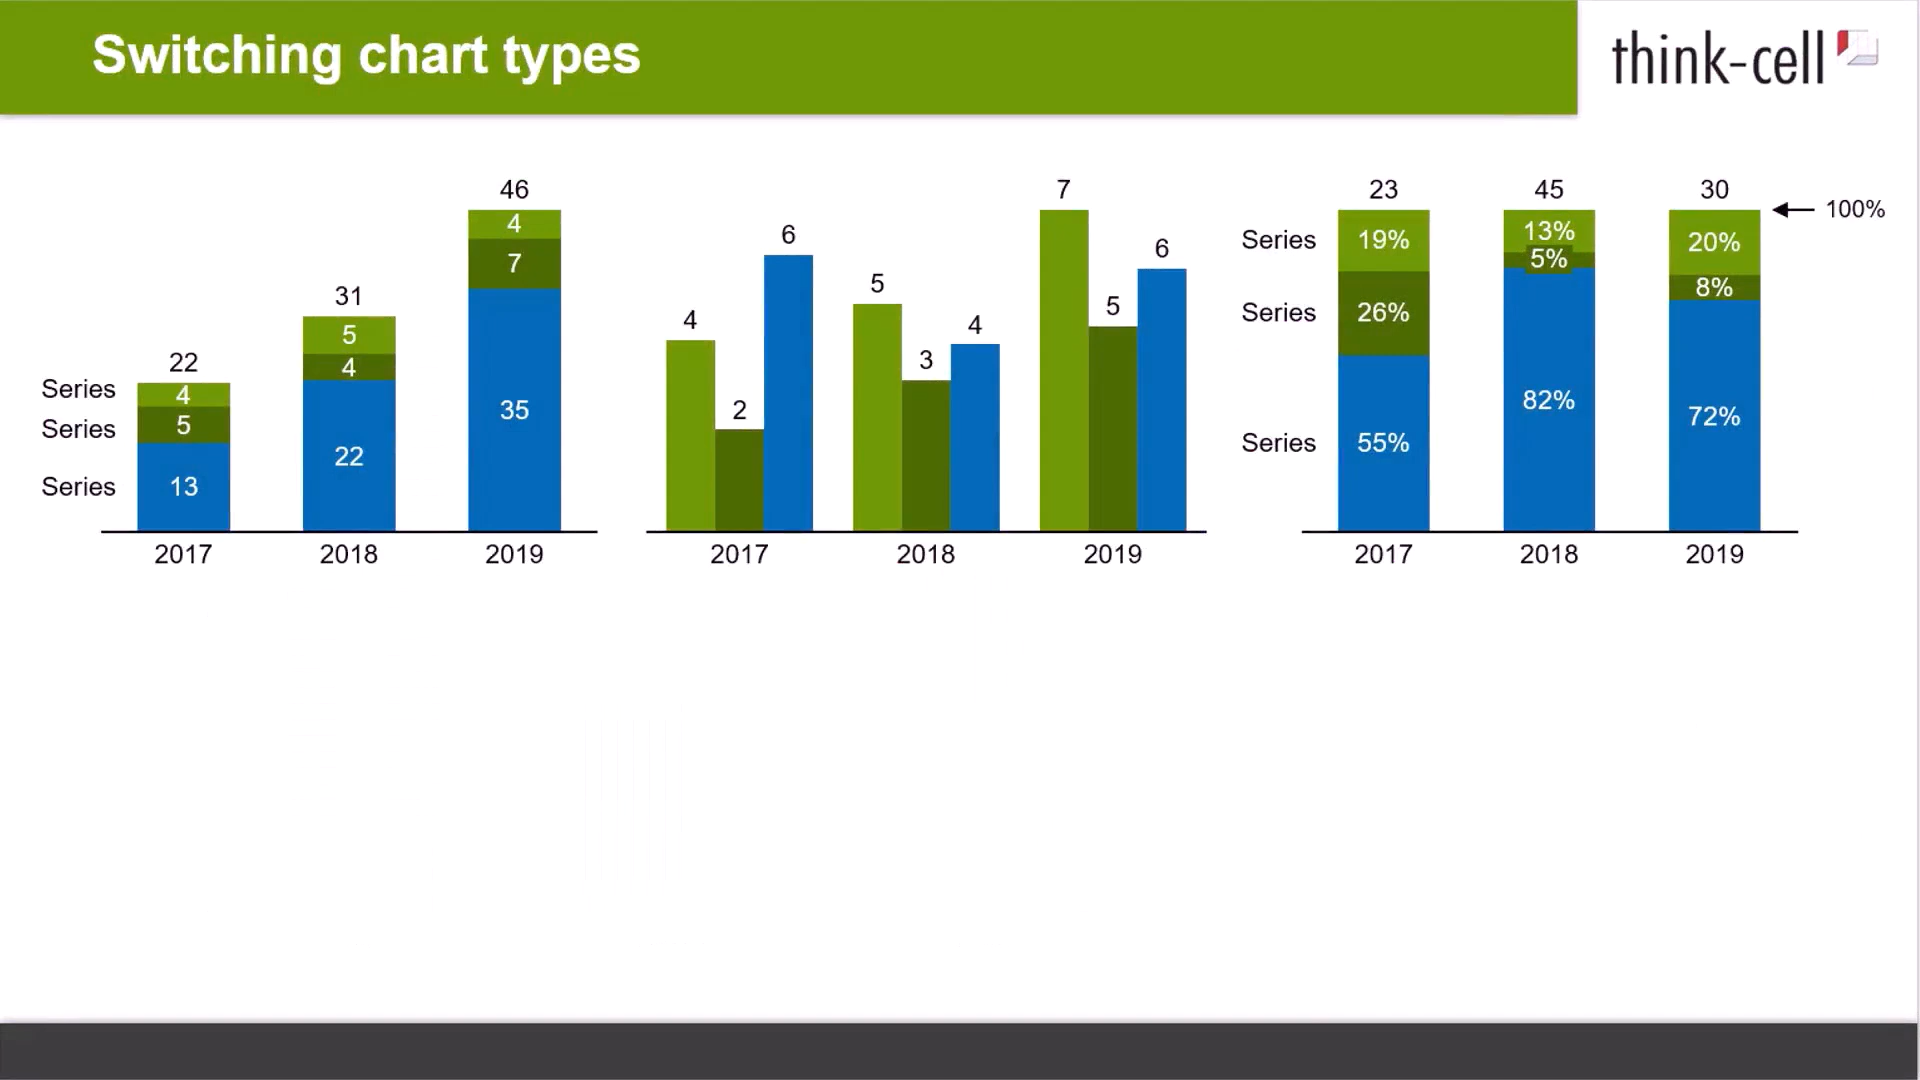 Switching chart types
think-cell
46
4
7
35
31
5
4
22
22
Series 4
Series 5
Series 13
2017 2018 2019
4 2 6
5 3 4
7 5 6
2017 2018 2019
23 45 30
100%
Series 19% 13% 20%
5%
8%
Series 26%
82%
72%
Series 55%
2017 2018 2019